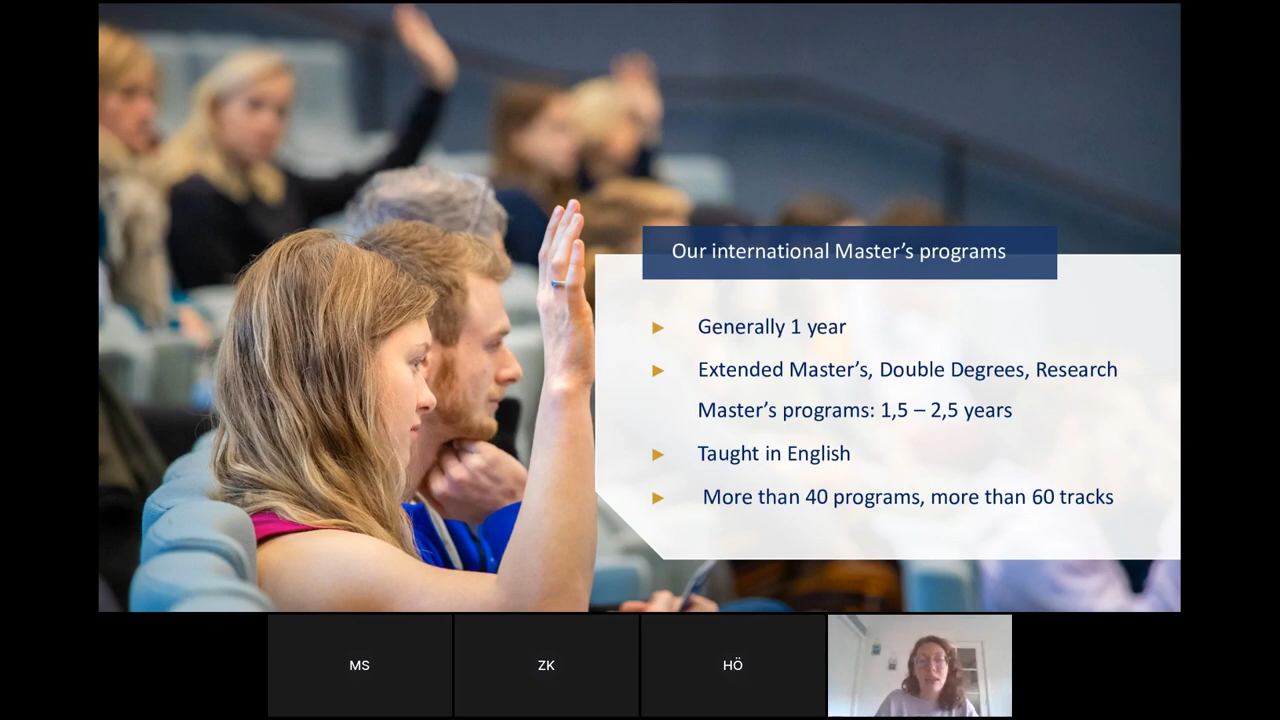 Our international Master’s programs
► Generally 1 year
► Extended Master’s, Double Degrees, Research
Master’s programs: 1,5 – 2,5 years
► Taught in English
► More than 40 programs, more than 60 tracks
MS
ZK
HÖ